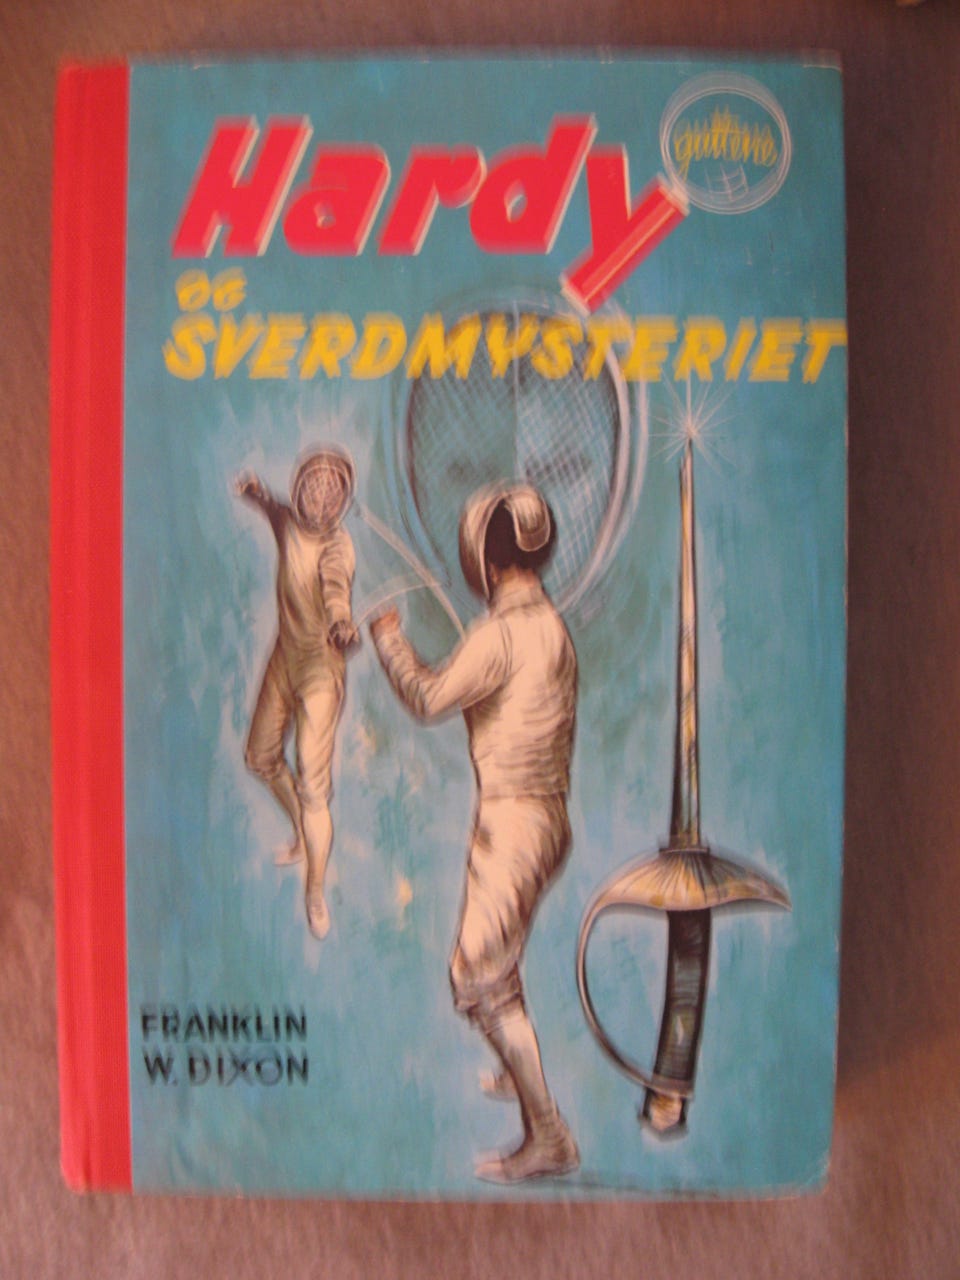 Hardy
guttene
OG
SVERDMYSTERIET
FRANKLIN
W. DIXON